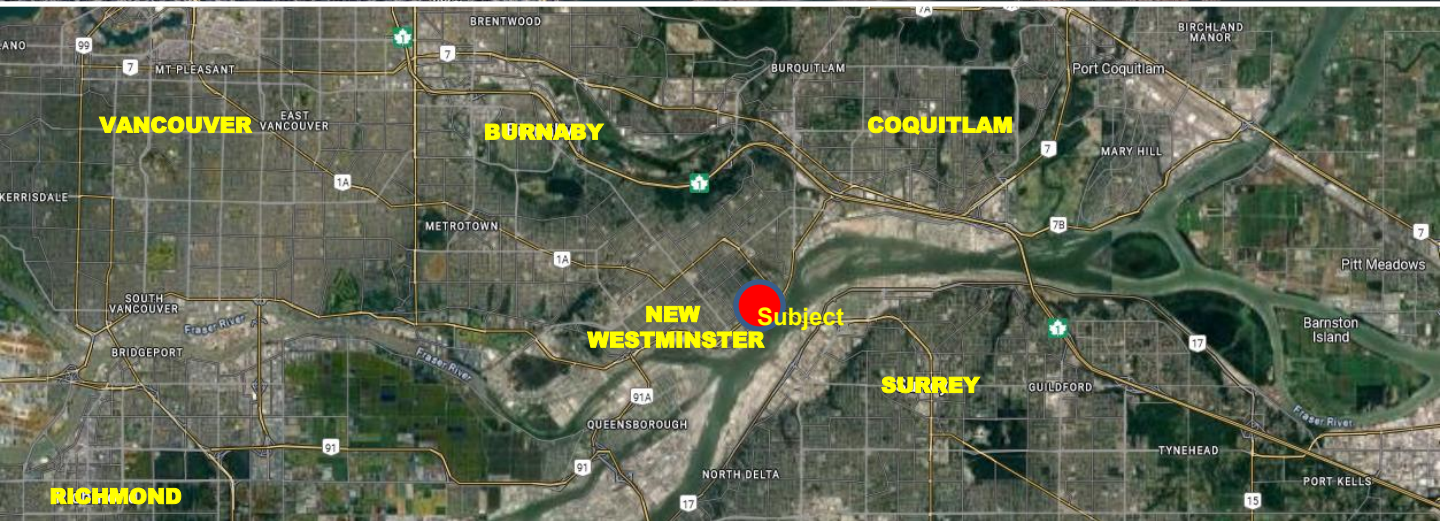 7A
BRENTWOOD
BIRCHLAND
MANOR
1
99
LANO
7
7
MT PLEASANT
BURQUITLAM
Port Coquitlam
VANCOUVER
EAST
VANCOUVER
BURNABY
COQUITLAM
7
MARY HILL
1A
1
KERRISDALE
METROTOWN
7B
7
1A
Pitt Meadows
SOUTH
VANCOUVER
Fraser River
NEW
WESTMINSTER
Subject
1
Barnston
Island
BRIDGEPORT
Fraser River
17
SURREY
GUILDFORD
91A
QUEENSBOROUGH
Fraser River
91
91
TYNEHEAD
NORTH DELTA
PORT KELLS
RICHMOND
17
15